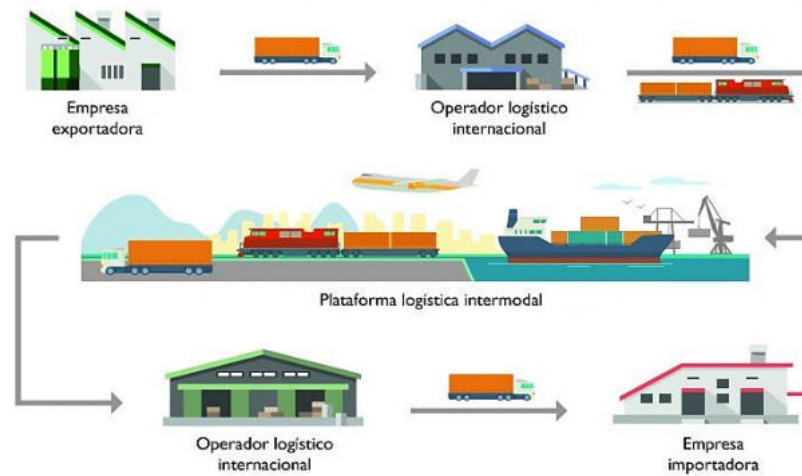 Empresa
exportadora
Operador logístico
internacional
Plataforma logística intermodal
Operador logístico
internacional
Empresa
importadora